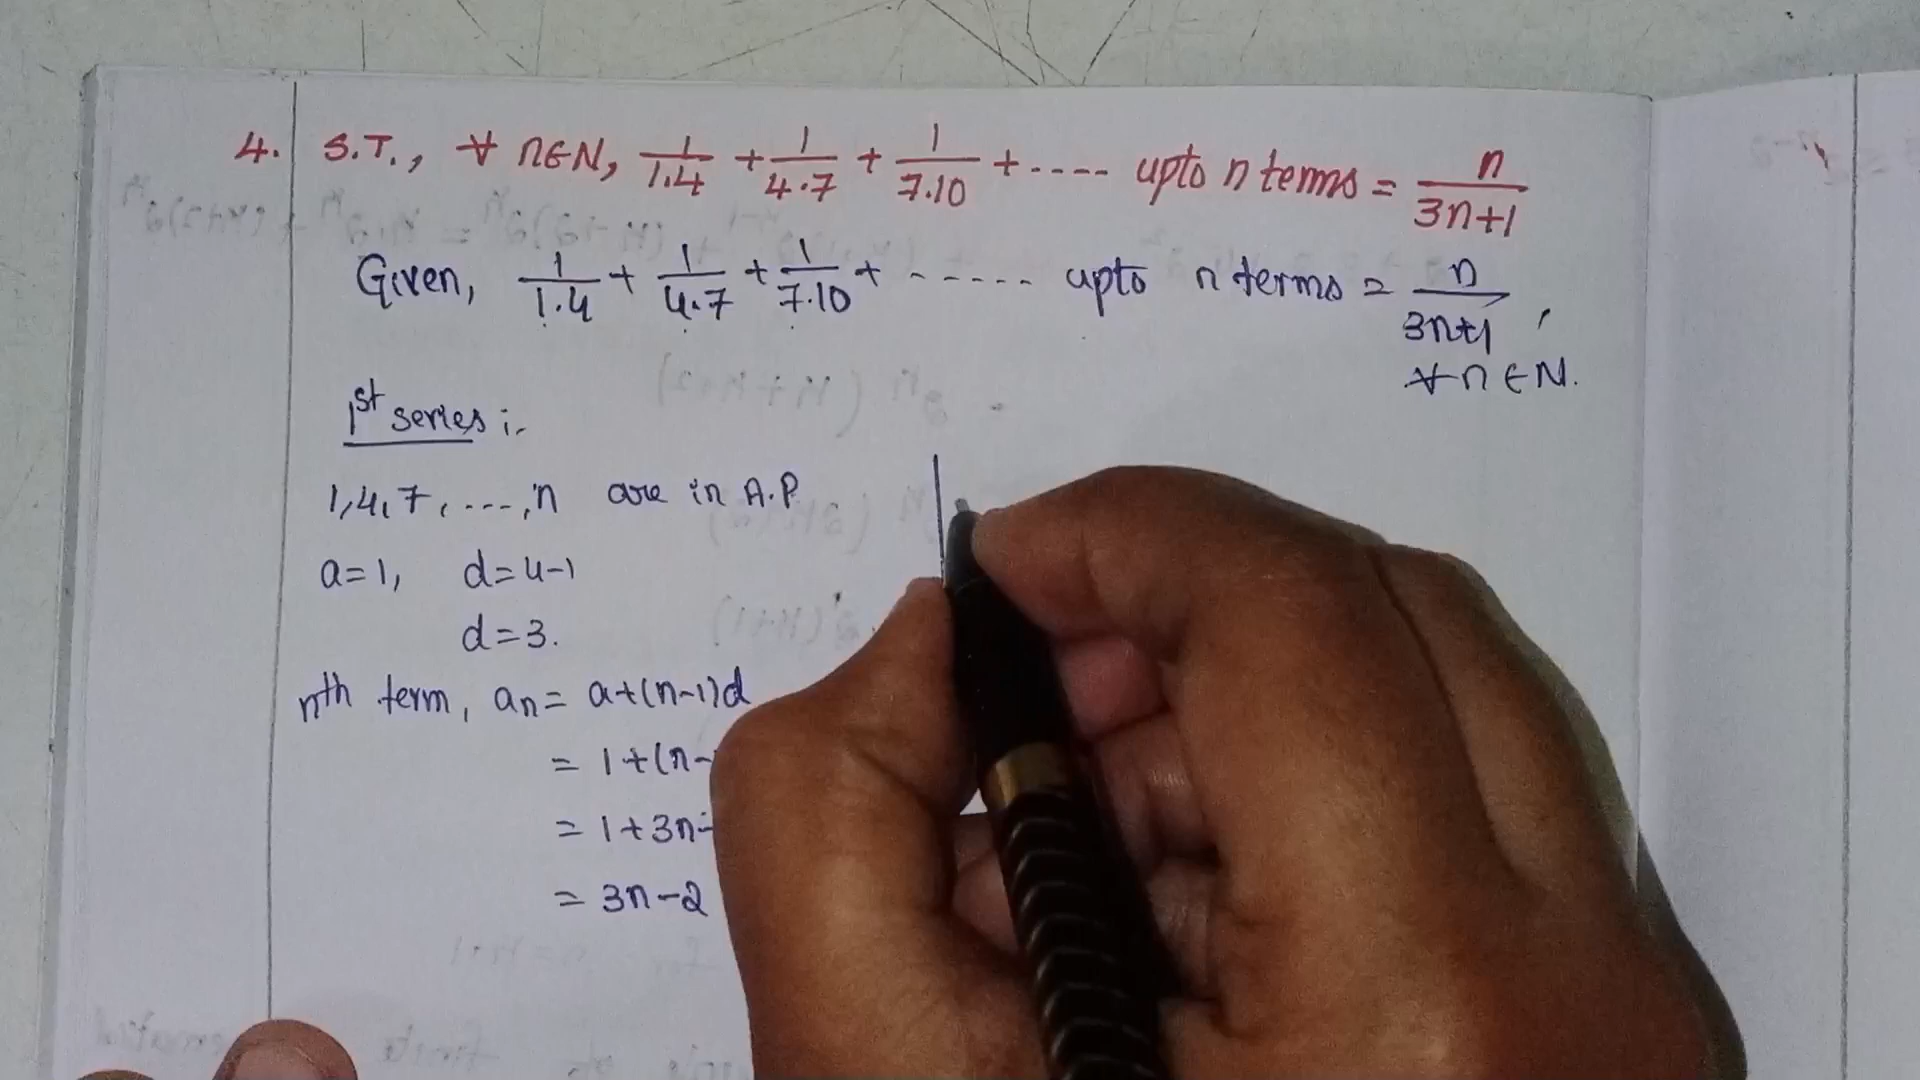 4. S.T., ∀ n∈N, 1/1.4 + 1/4.7 + 1/7.10 + .... upto n terms = n/3n+1
Given, 1/1.4 + 1/4.7 + 1/7.10 + ...... upto n terms = n/3n+1,
∀ n ∈ N.
1st series :-
1,4,7, ...., n are in A.P
a=1, d=4-1
d=3.
nth term, an = a+(n-1)d
= 1+(n-
= 1+3n-
= 3n-2